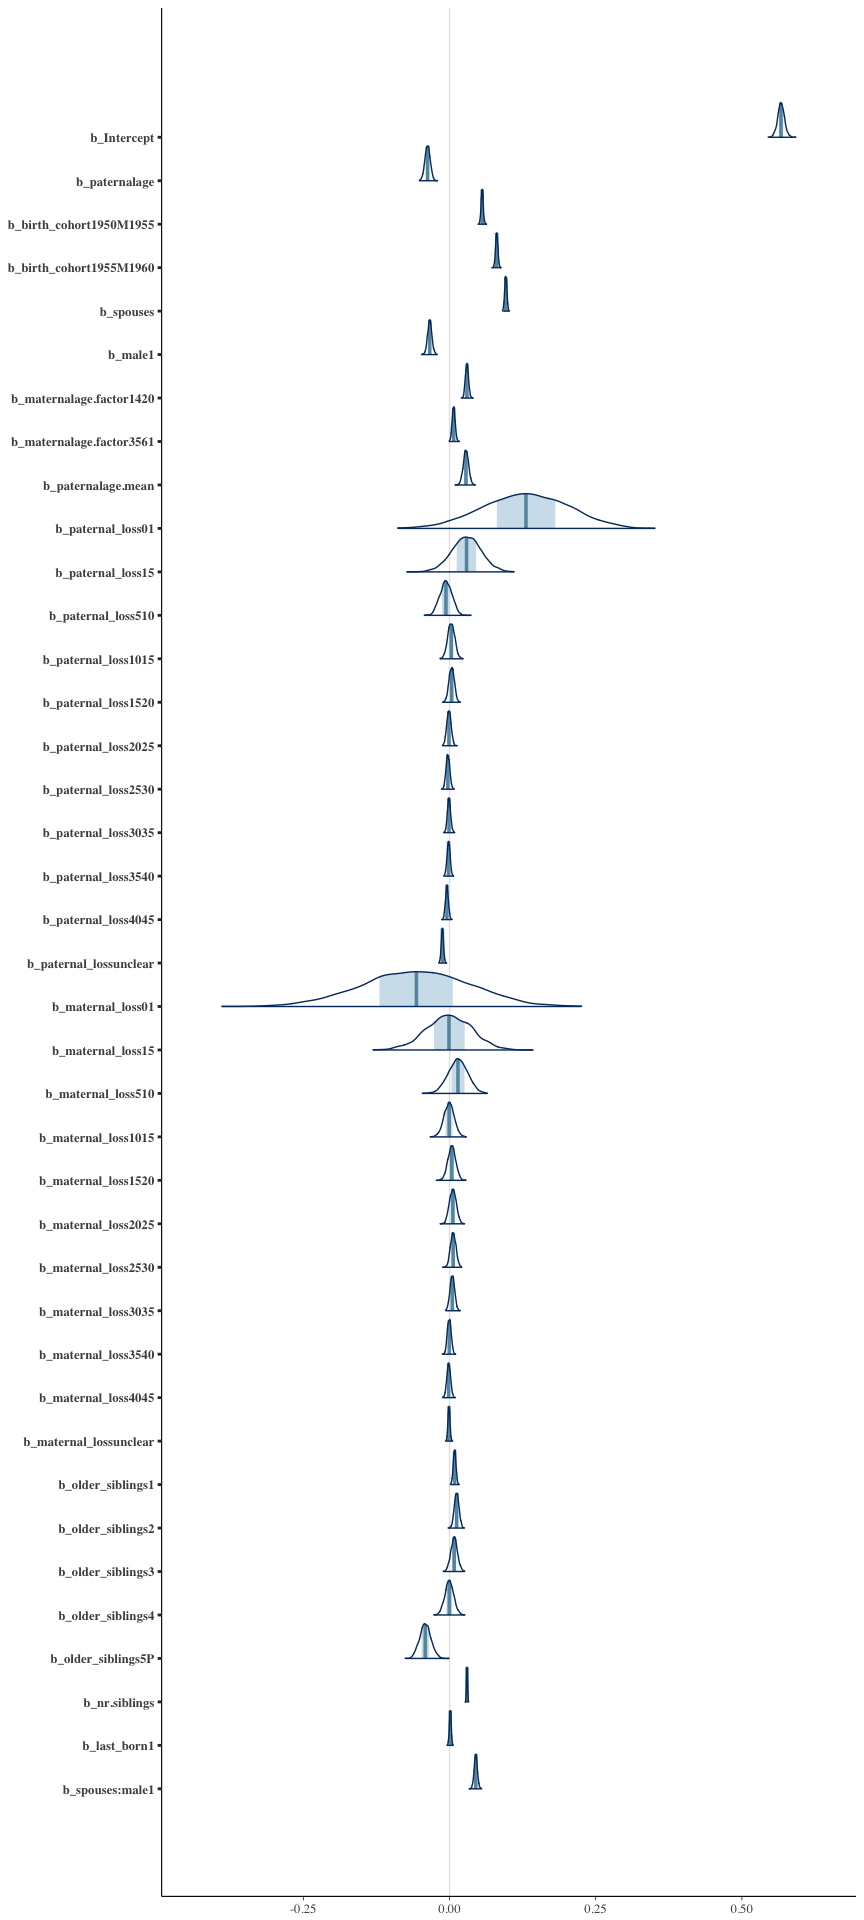 b_Intercept
b_paternalage
b_birth_cohort1950M1955
b_birth_cohort1955M1960
b_spouses
b_male1
b_maternalage.factor1420
b_maternalage.factor3561
b_paternalage.mean
b_paternal_loss01
b_paternal_loss15
b_paternal_loss510
b_paternal_loss1015
b_paternal_loss1520
b_paternal_loss2025
b_paternal_loss2530
b_paternal_loss3035
b_paternal_loss3540
b_paternal_loss4045
b_paternal_lossunclear
b_maternal_loss01
b_maternal_loss15
b_maternal_loss510
b_maternal_loss1015
b_maternal_loss1520
b_maternal_loss2025
b_maternal_loss2530
b_maternal_loss3035
b_maternal_loss3540
b_maternal_loss4045
b_maternal_lossunclear
b_older_siblings1
b_older_siblings2
b_older_siblings3
b_older_siblings4
b_older_siblings5P
b_nr.siblings
b_last_born1
b_spouses:male1
-0.25 0.00 0.25 0.50